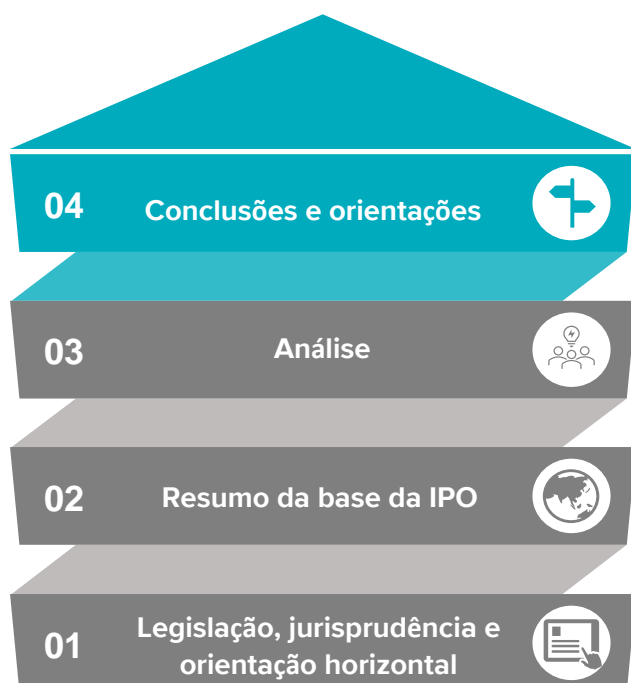 04 Conclusões e orientações
03 Análise
02 Resumo da base da IPO
01 Legislação, jurisprudência e
orientação horizontal